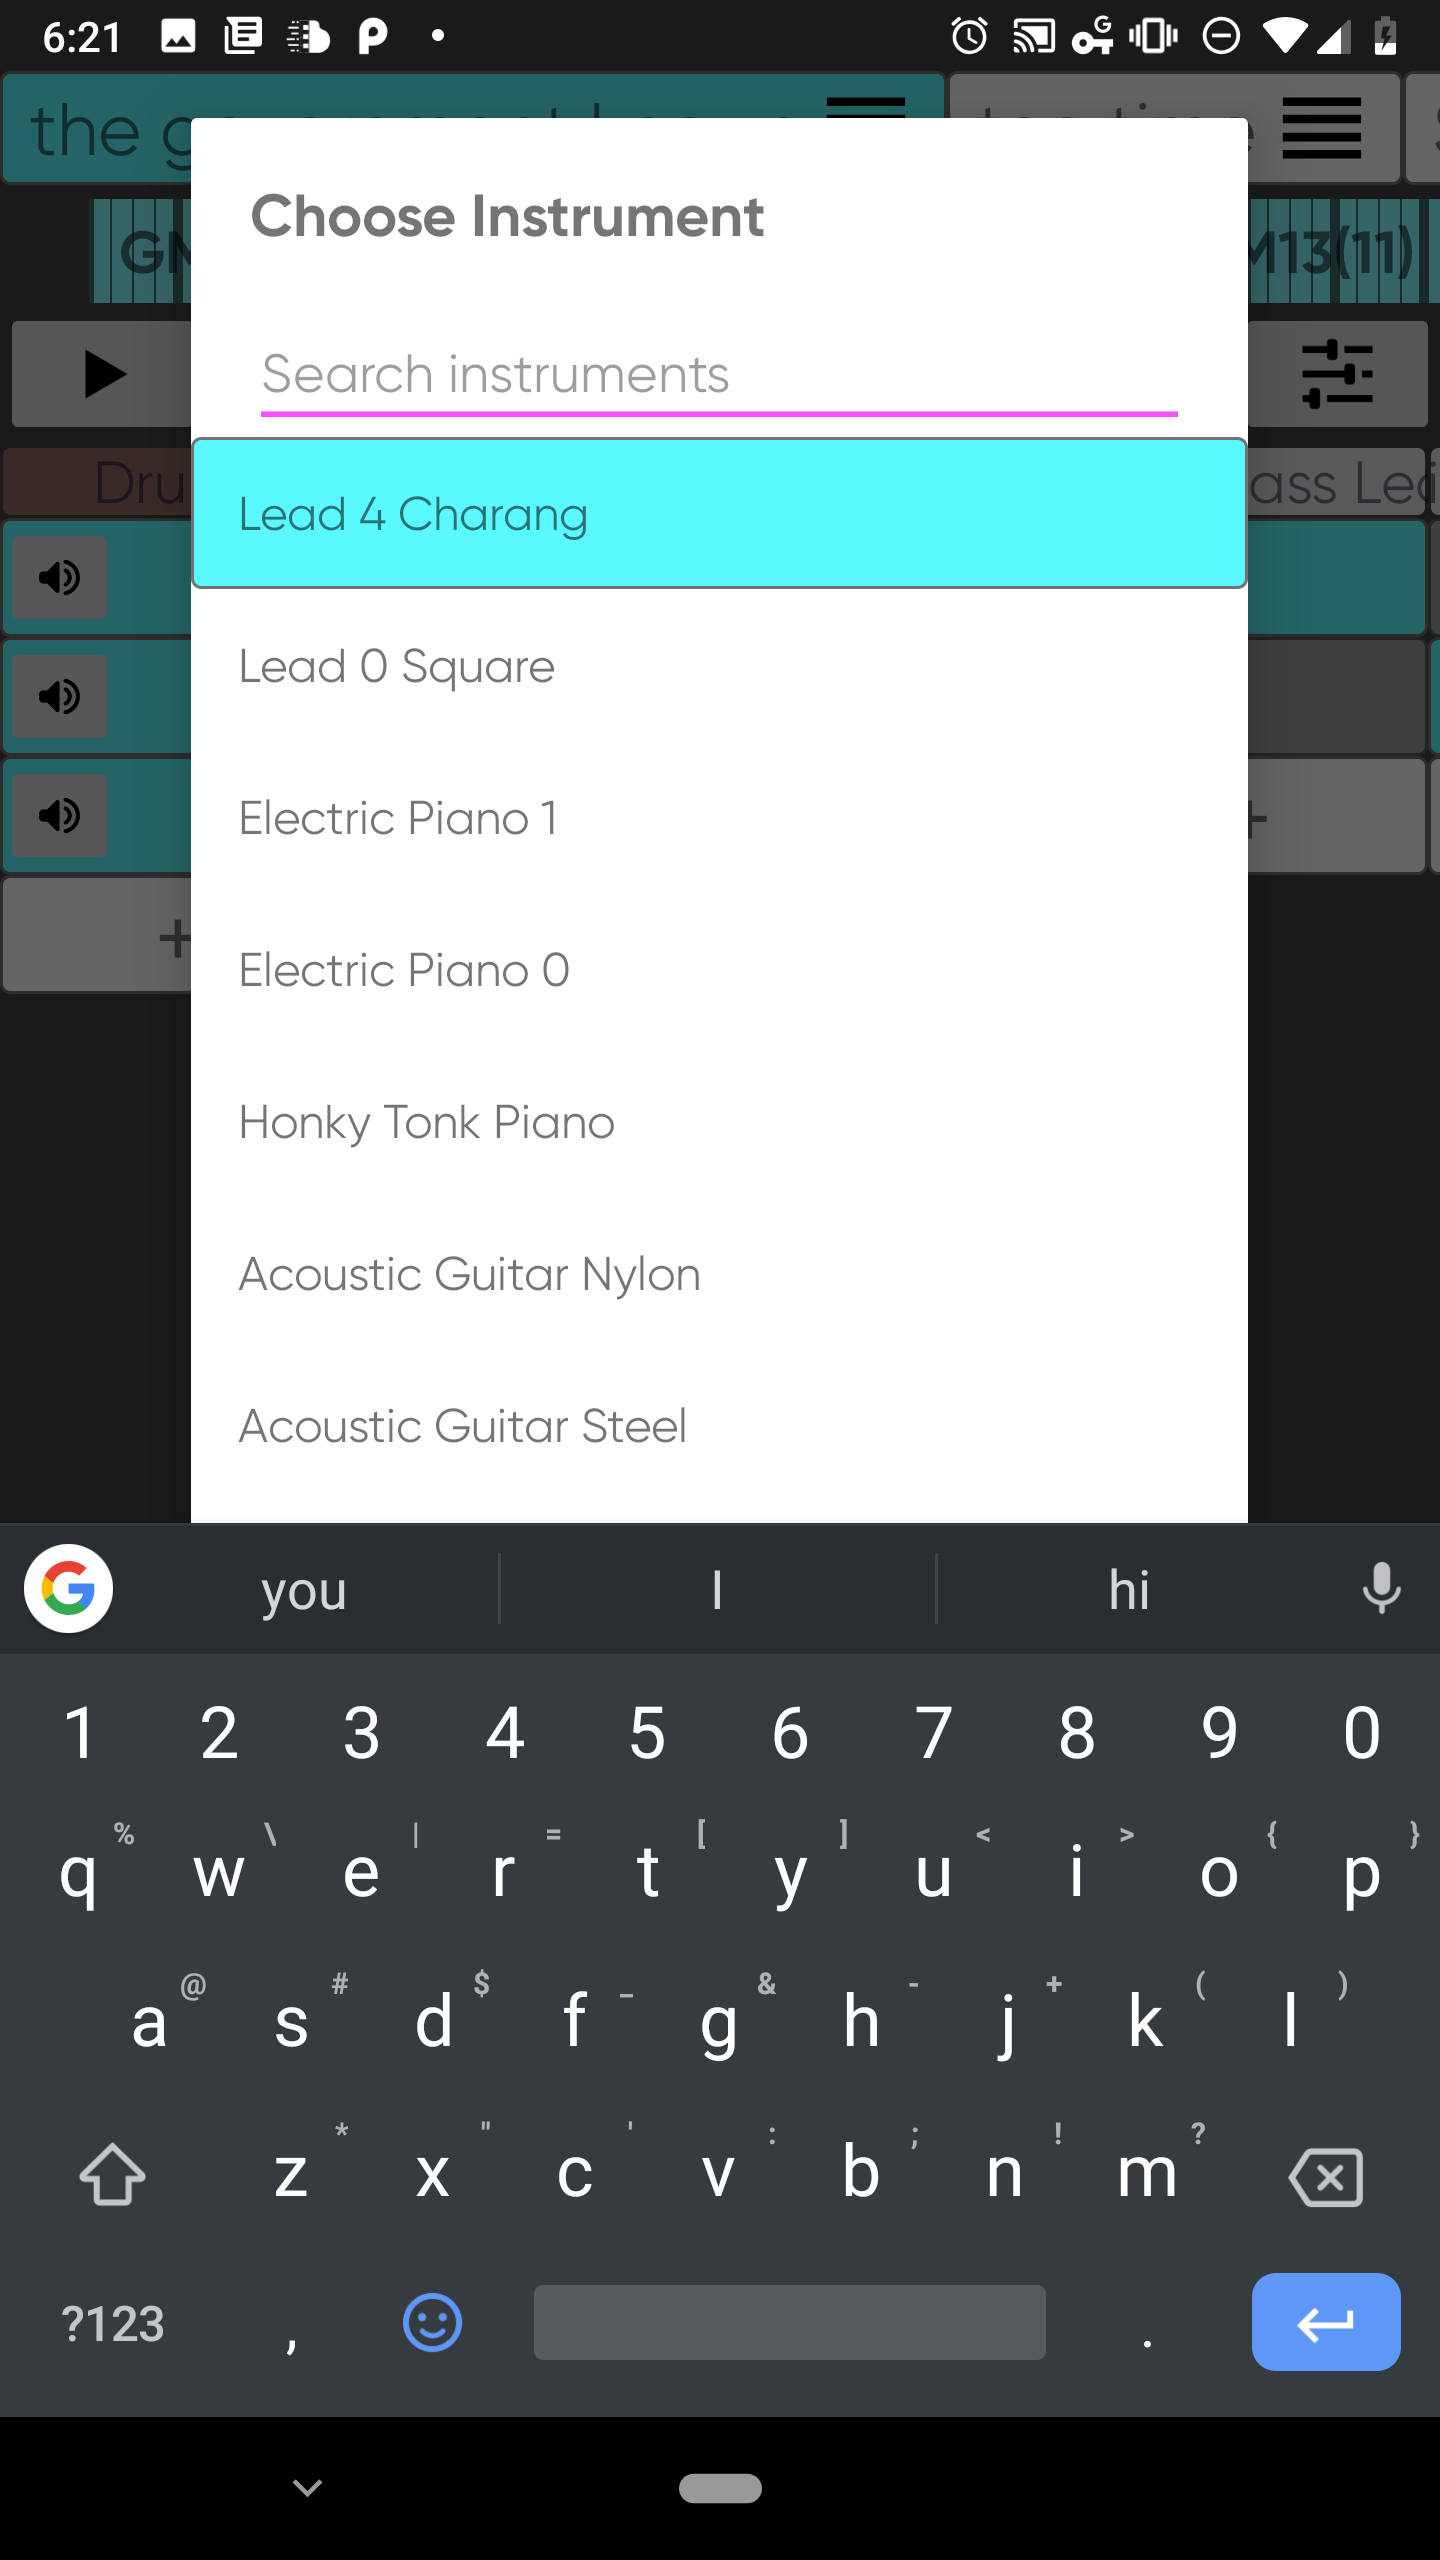 6:21
the g
GM
M13(11)
Choose Instrument
Search instruments
Dru
ass Lea
Lead 4 Charang
Lead 0 Square
Electric Piano 1
Electric Piano 0
Honky Tonk Piano
Acoustic Guitar Nylon
Acoustic Guitar Steel
you I hi
1 2 3 4 5 6 7 8 9 0
% \ | = [ ] < > { }
q w e r t y u i o p
@ # $ _ & - + ( )
a s d f g h j k l
* " ' : ; ! ?
z x c v b n m
?123 , .